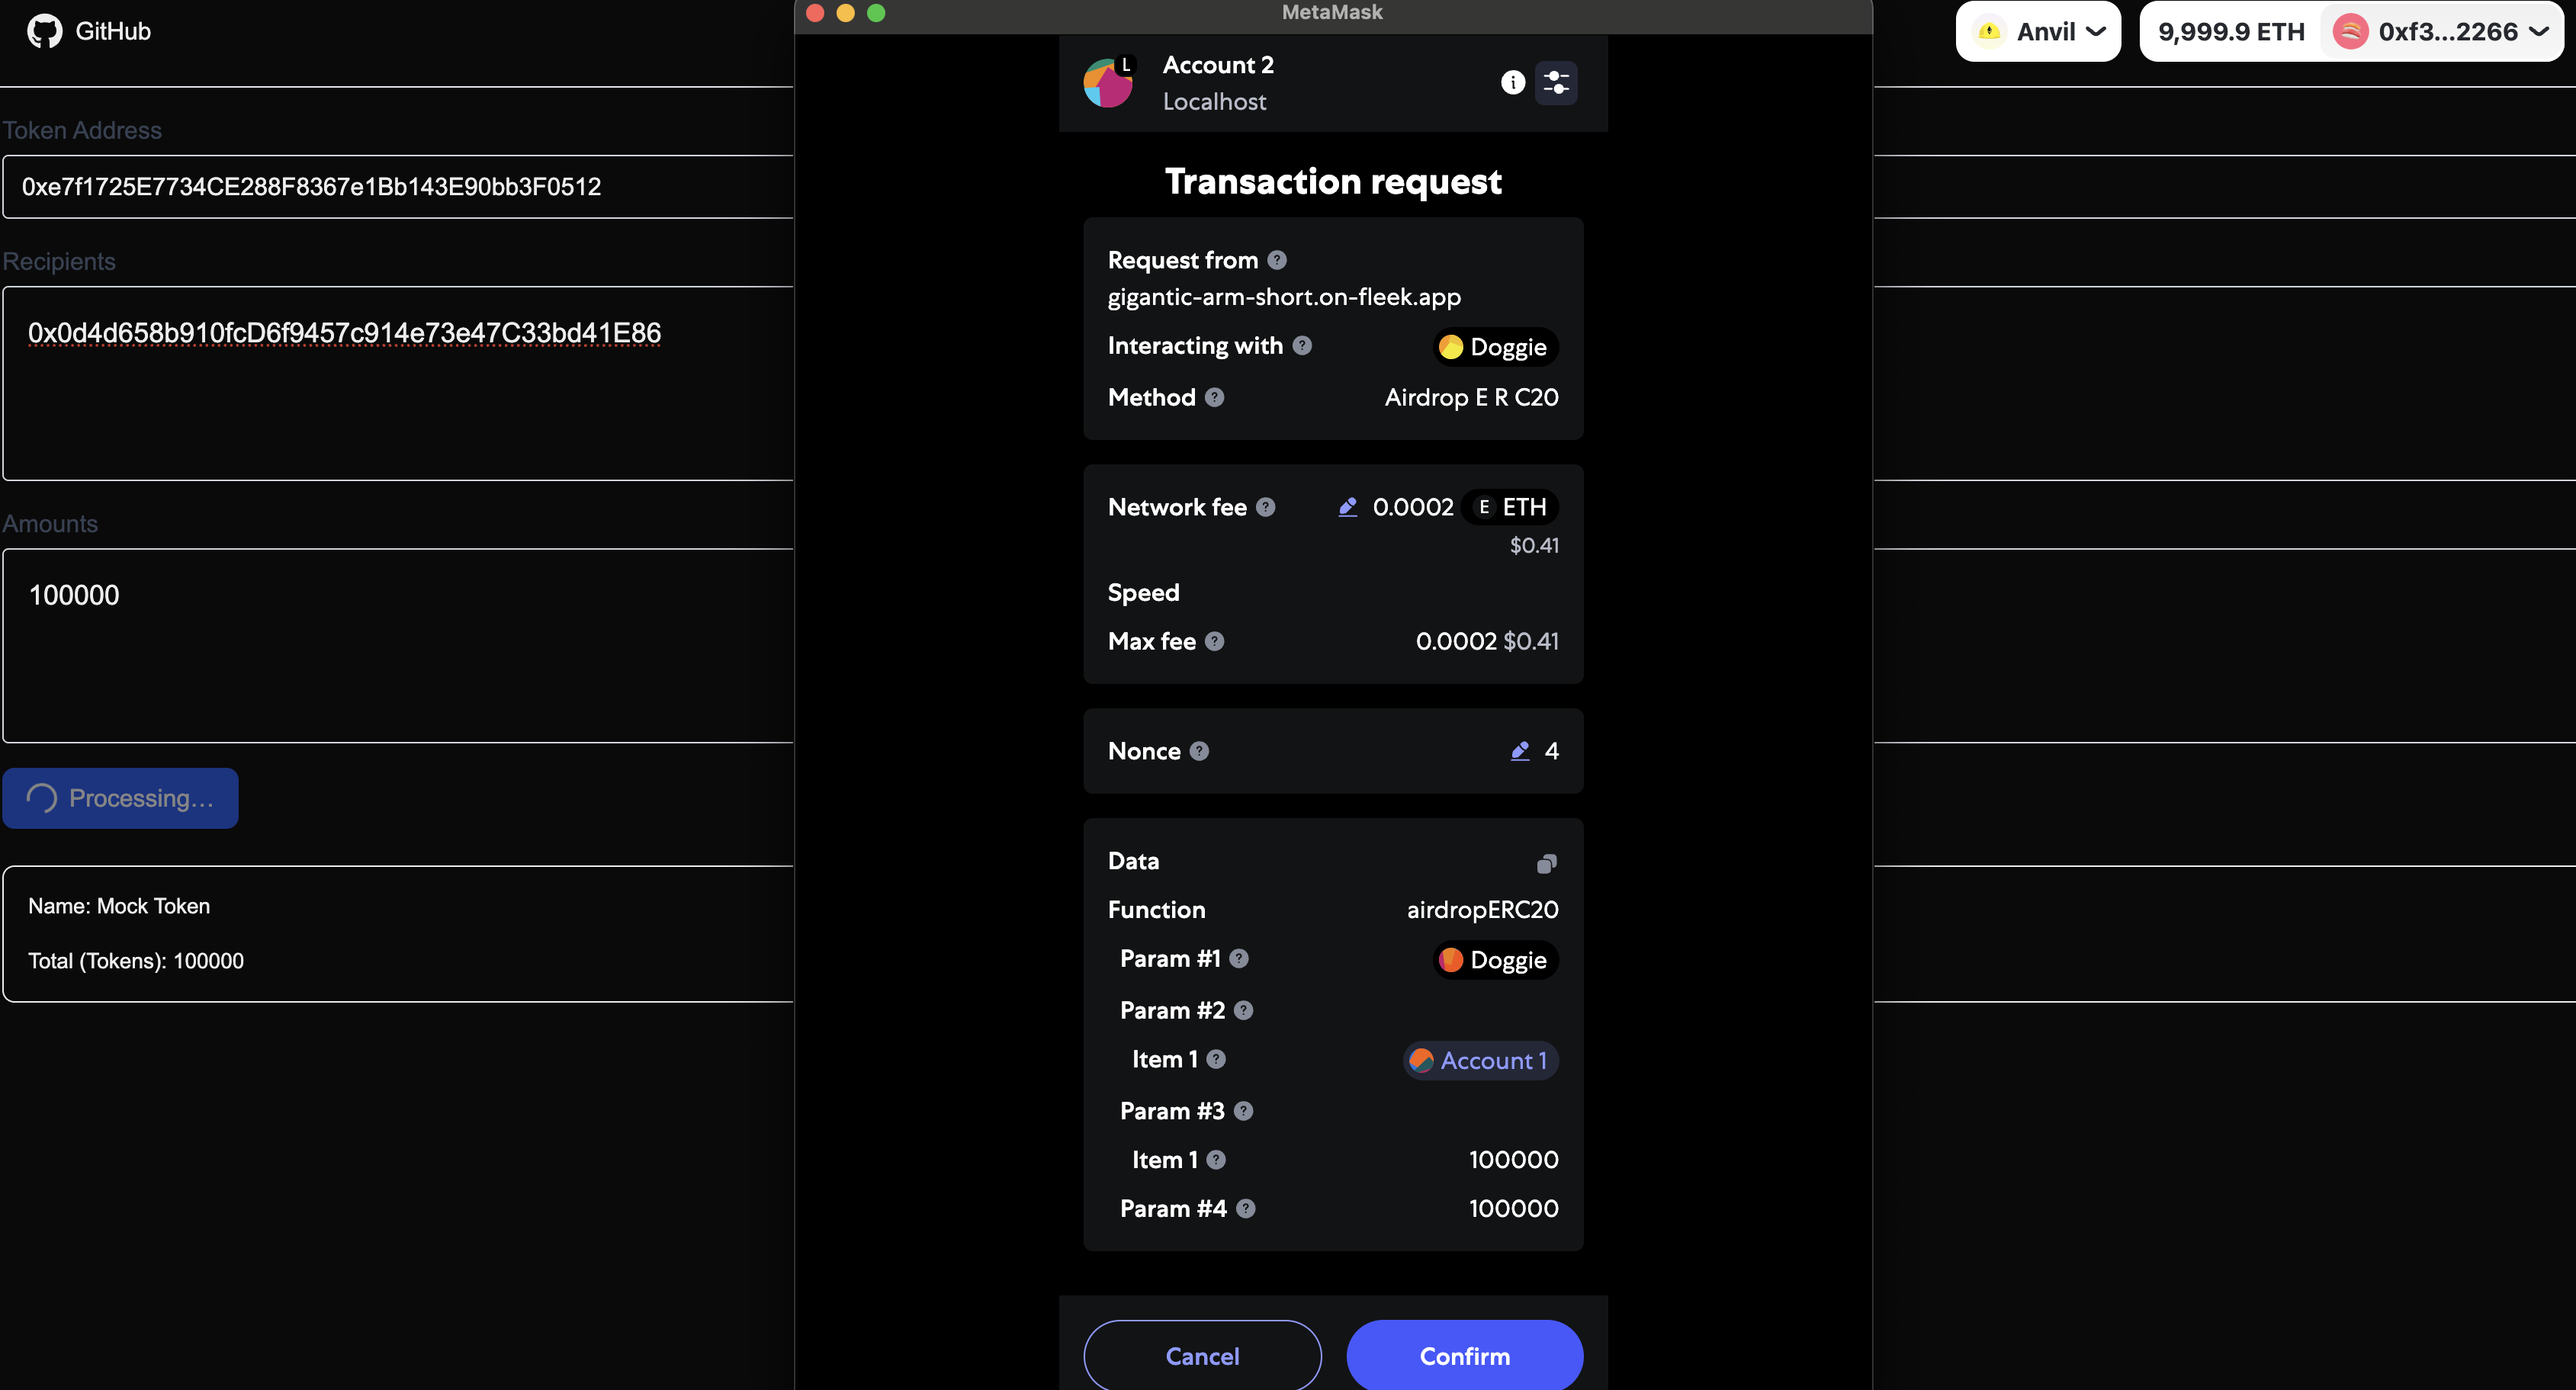 GitHub
Anvil
9,999.9 ETH
0xf3...2266
Token Address
0xe7f1725E7734CE288F8367e1Bb143E90bb3F0512
Recipients
0x0d4d658b910fcD6f9457c914e73e47C33bd41E86
Amounts
100000
Processing...
Name: Mock Token
Total (Tokens): 100000
MetaMask
L
Account 2
Localhost
Transaction request
Request from
gigantic-arm-short.on-fleek.app
Interacting with Doggie
Method Airdrop E R C20
Network fee 0.0002 E ETH
$0.41
Speed
Max fee 0.0002 $0.41
Nonce 4
Data
Function airdropERC20
Param #1 Doggie
Param #2
Item 1 Account 1
Param #3
Item 1 100000
Param #4 100000
Cancel Confirm